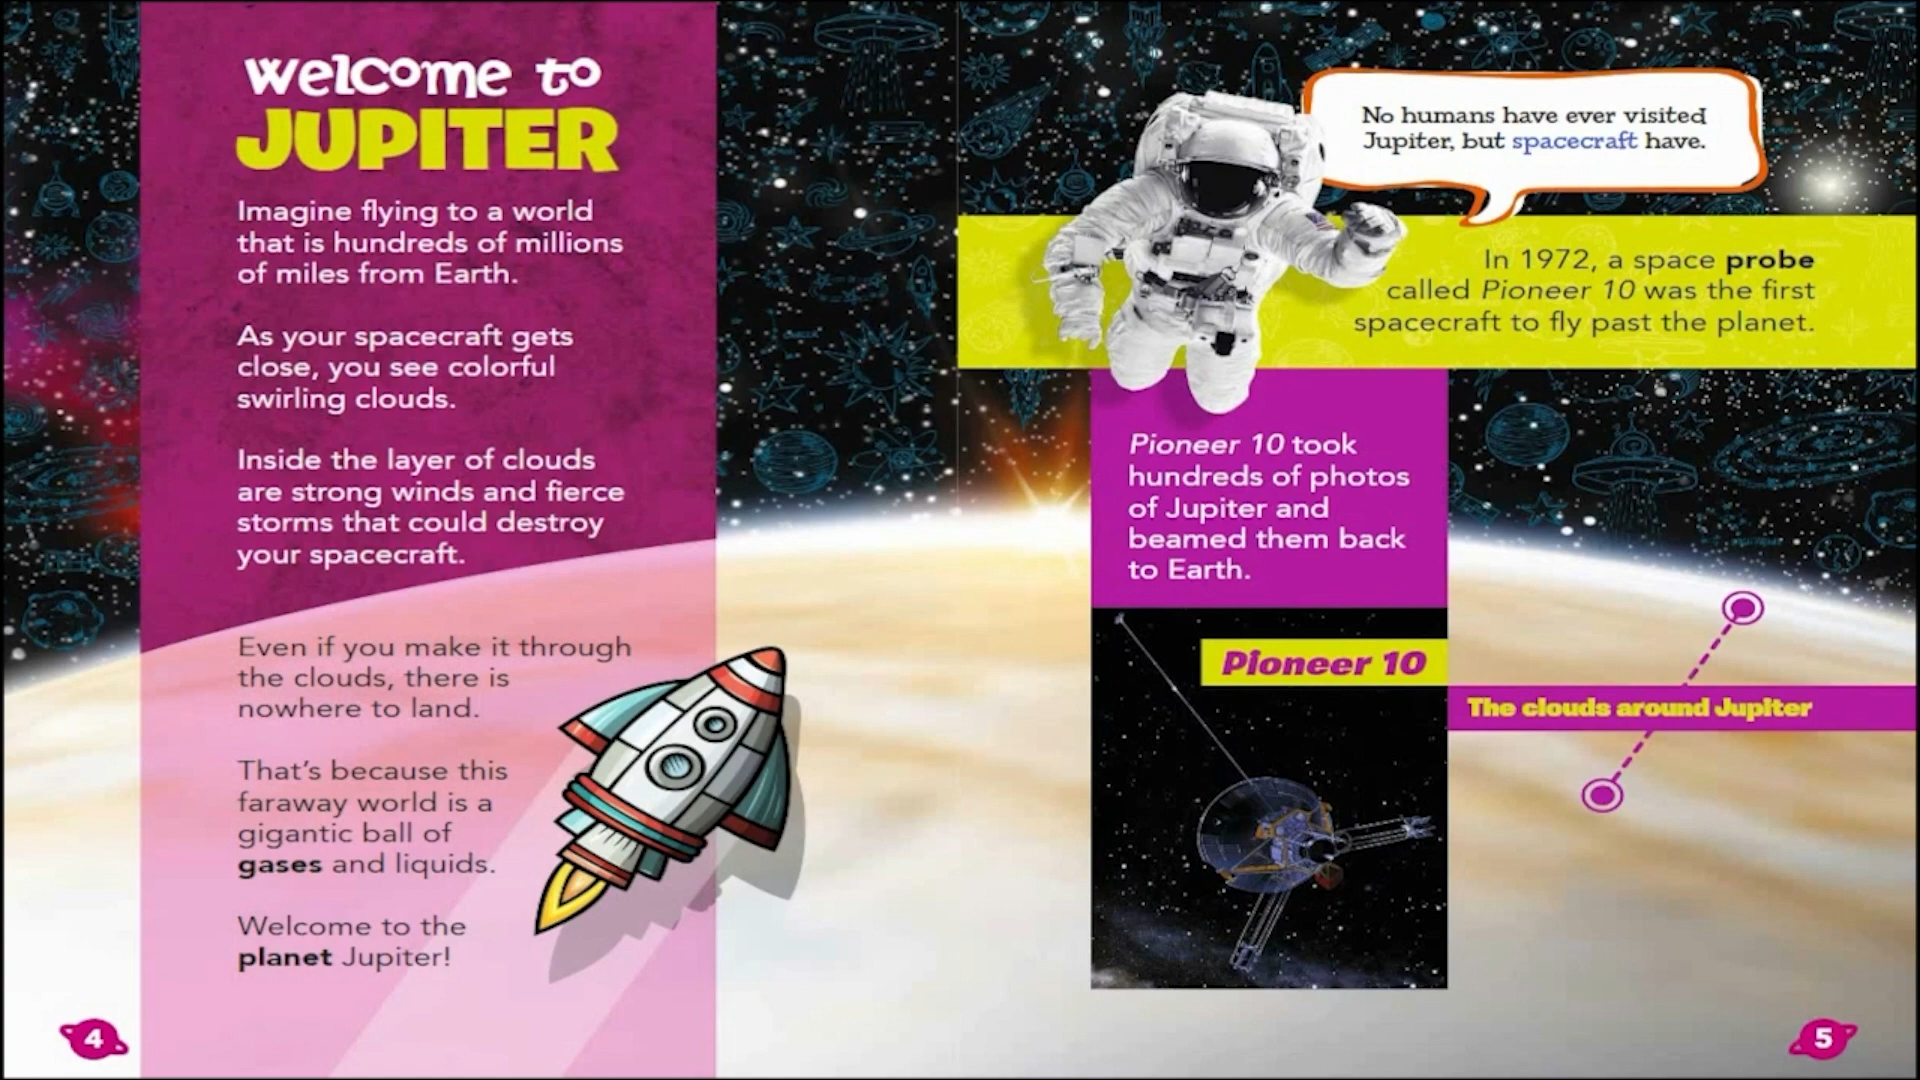 Welcome to
JUPITER
Imagine flying to a world
that is hundreds of millions
of miles from Earth.
As your spacecraft gets
close, you see colorful
swirling clouds.
Inside the layer of clouds
are strong winds and fierce
storms that could destroy
your spacecraft.
Even if you make it through
the clouds, there is
nowhere to land.
That's because this
faraway world is a
gigantic ball of
gases and liquids.
Welcome to the
planet Jupiter!
4
No humans have ever visited
Jupiter, but spacecraft have.
In 1972, a space probe
called Pioneer 10 was the first
spacecraft to fly past the planet.
Pioneer 10 took
hundreds of photos
of Jupiter and
beamed them back
to Earth.
Pioneer 10
The clouds around Jupiter
5